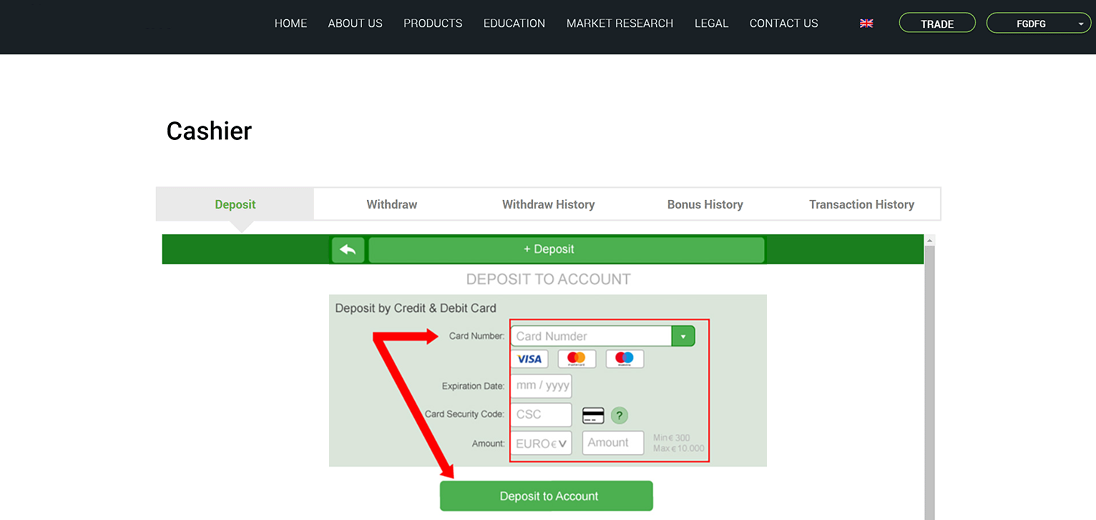 HOME ABOUT US PRODUCTS EDUCATION MARKET RESEARCH LEGAL CONTACT US TRADE FGDFG
Cashier
Deposit Withdraw Withdraw History Bonus History Transaction History
+ Deposit
DEPOSIT TO ACCOUNT
Deposit by Credit & Debit Card
Card Number: Card Numder
VISA
Expiration Date: mm / yyyy
Card Security Code: CSC ?
Amount: EURO€ Amount Min € 300
Max € 10.000
Deposit to Account